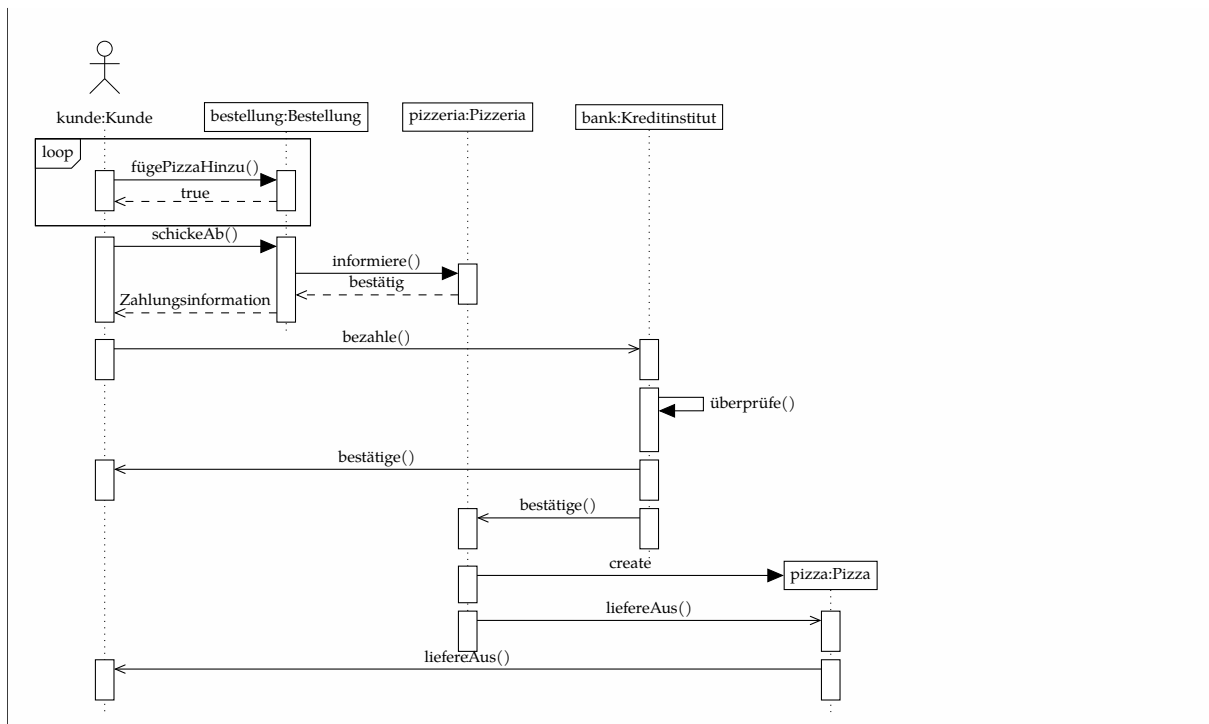 kunde:Kunde
bestellung:Bestellung
pizzeria:Pizzeria
bank:Kreditinstitut
loop
fügePizzaHinzu()
true
schickeAb()
informiere()
bestätig
Zahlungsinformation
bezahle()
überprüfe()
bestätige()
bestätige()
create
pizza:Pizza
liefereAus()
liefereAus()